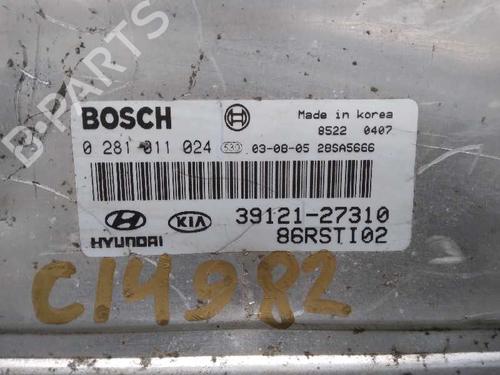 B-PARTS
BOSCH
Made in korea
8522 0407
0 281 011 024 530 03-08-05 28SA5666
39121-27310
HYUNDAI KIA
86RSTI02
C14982